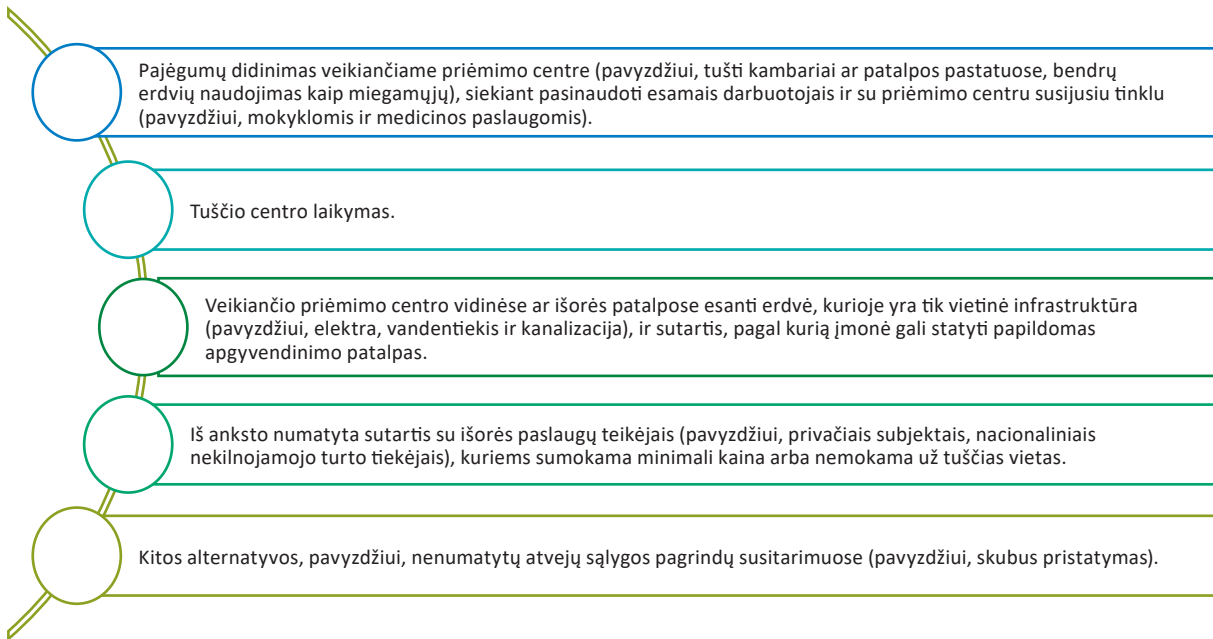 Pajėgumų didinimas veikiančiame priėmimo centre (pavyzdžiui, tušti kambariai ar patalpos pastatuose, bendrų
erdvių naudojimas kaip miegamųjų), siekiant pasinaudoti esamais darbuotojais ir su priėmimo centru susijusiu tinklu
(pavyzdžiui, mokyklomis ir medicinos paslaugomis).
Tuščio centro laikymas.
Veikiančio priėmimo centro vidinėse ar išorės patalpose esanti erdvė, kurioje yra tik vietinė infrastruktūra
(pavyzdžiui, elektra, vandentiekis ir kanalizacija), ir sutartis, pagal kurią įmonė gali statyti papildomas
apgyvendinimo patalpas.
Iš anksto numatyta sutartis su išorės paslaugų teikėjais (pavyzdžiui, privačiais subjektais, nacionaliniais
nekilnojamojo turto tiekėjais), kuriems sumokama minimali kaina arba nemokama už tuščias vietas.
Kitos alternatyvos, pavyzdžiui, nenumatytų atvejų sąlygos pagrindų susitarimuose (pavyzdžiui, skubus pristatymas).